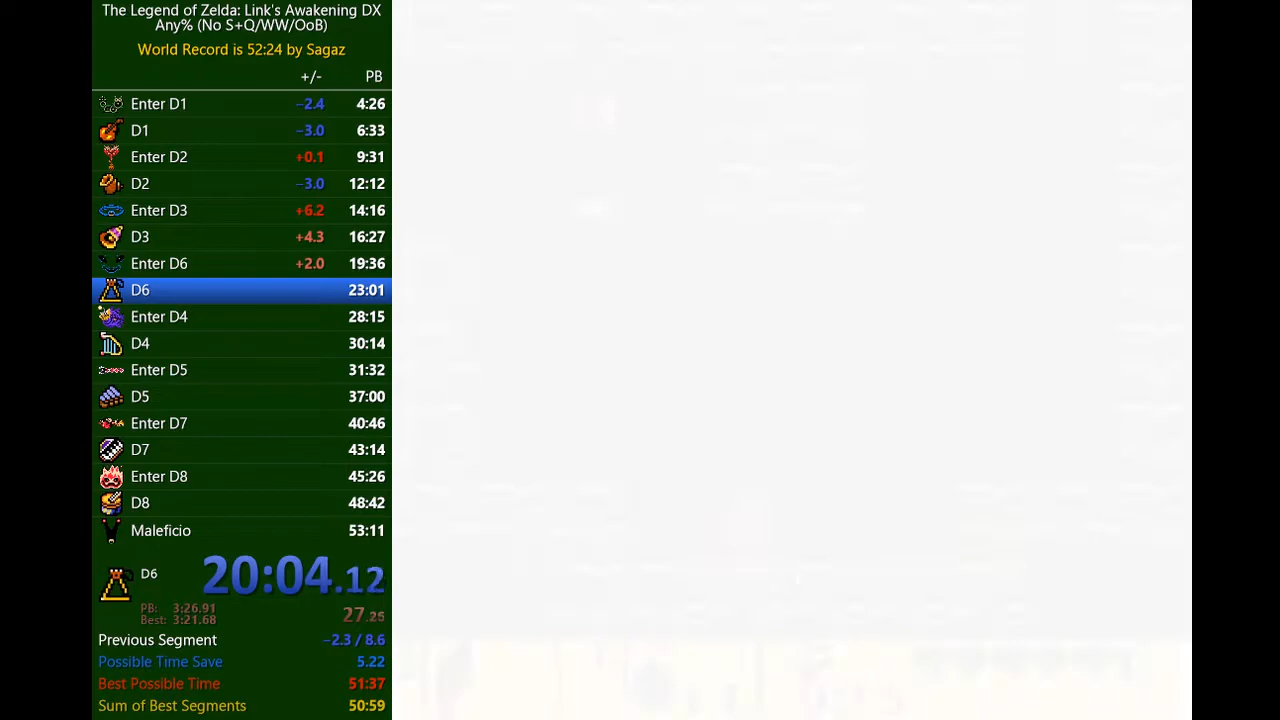 The Legend of Zelda: Link's Awakening DX
Any% (No S+Q/WW/OoB)
World Record is 52:24 by Sagaz
+/- PB
Enter D1 −2.4 4:26
D1 −3.0 6:33
Enter D2 +0.1 9:31
D2 −3.0 12:12
Enter D3 +6.2 14:16
D3 +4.3 16:27
Enter D6 +2.0 19:36
D6 23:01
Enter D4 28:15
D4 30:14
Enter D5 31:32
D5 37:00
Enter D7 40:46
D7 43:14
Enter D8 45:26
D8 48:42
Maleficio 53:11
D6 20:04.12
PB: 3:26.91
Best: 3:21.68 27.25
Previous Segment −2.3 / 8.6
Possible Time Save 5.22
Best Possible Time 51:37
Sum of Best Segments 50:59